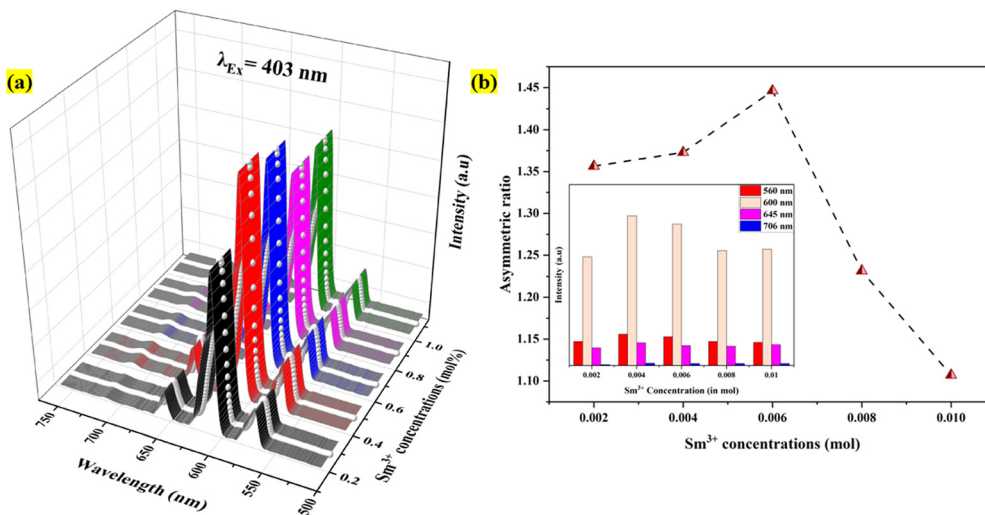 (a)
λEx = 403 nm
Intensity (a.u)
1.0
0.8
0.6
0.4
0.2
Sm³⁺ concentrations (mol%)
750
700
650
600
550
500
Wavelength (nm)
(b)
1.45
1.40
1.35
1.30
1.25
1.20
1.15
1.10
Asymmetric ratio
560 nm
600 nm
645 nm
706 nm
Intensity (a.u)
0.002
0.004
0.006
0.008
0.01
Sm³⁺ Concentration (in mol)
0.002
0.004
0.006
0.008
0.010
Sm³⁺ concentrations (mol)